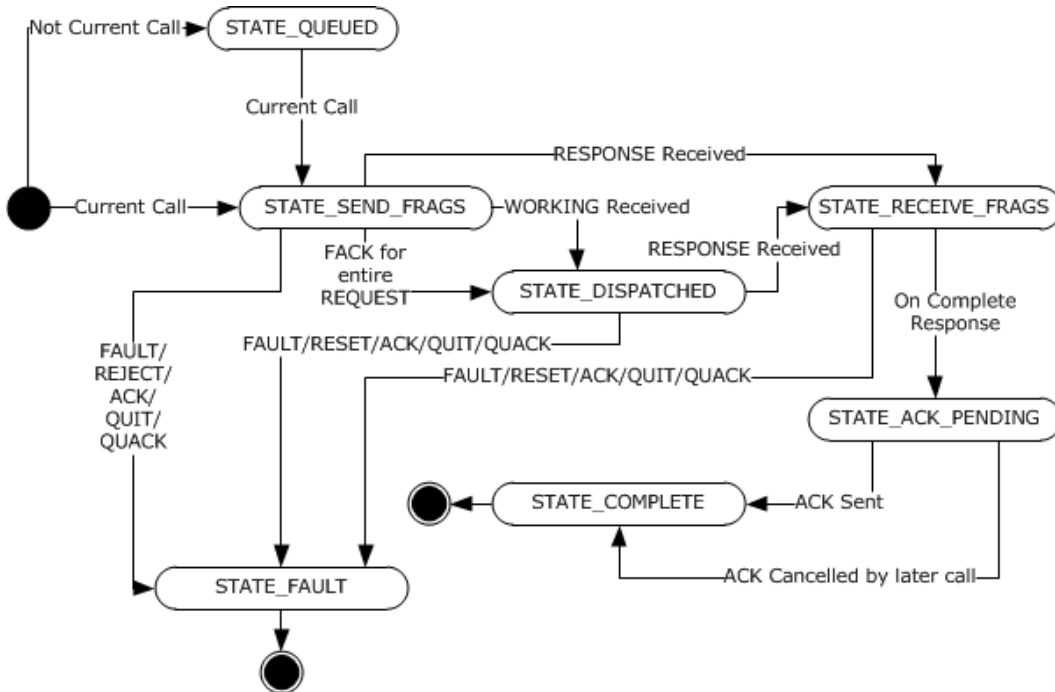 Not Current Call
STATE_QUEUED
Current Call
RESPONSE Received
Current Call
STATE_SEND_FRAGS
WORKING Received
STATE_RECEIVE_FRAGS
FACK for
entire
REQUEST
RESPONSE Received
STATE_DISPATCHED
On Complete
Response
FAULT/RESET/ACK/QUIT/QUACK
FAULT/
REJECT/
ACK/
QUIT/
QUACK
FAULT/RESET/ACK/QUIT/QUACK
STATE_ACK_PENDING
STATE_COMPLETE
ACK Sent
ACK Cancelled by later call
STATE_FAULT